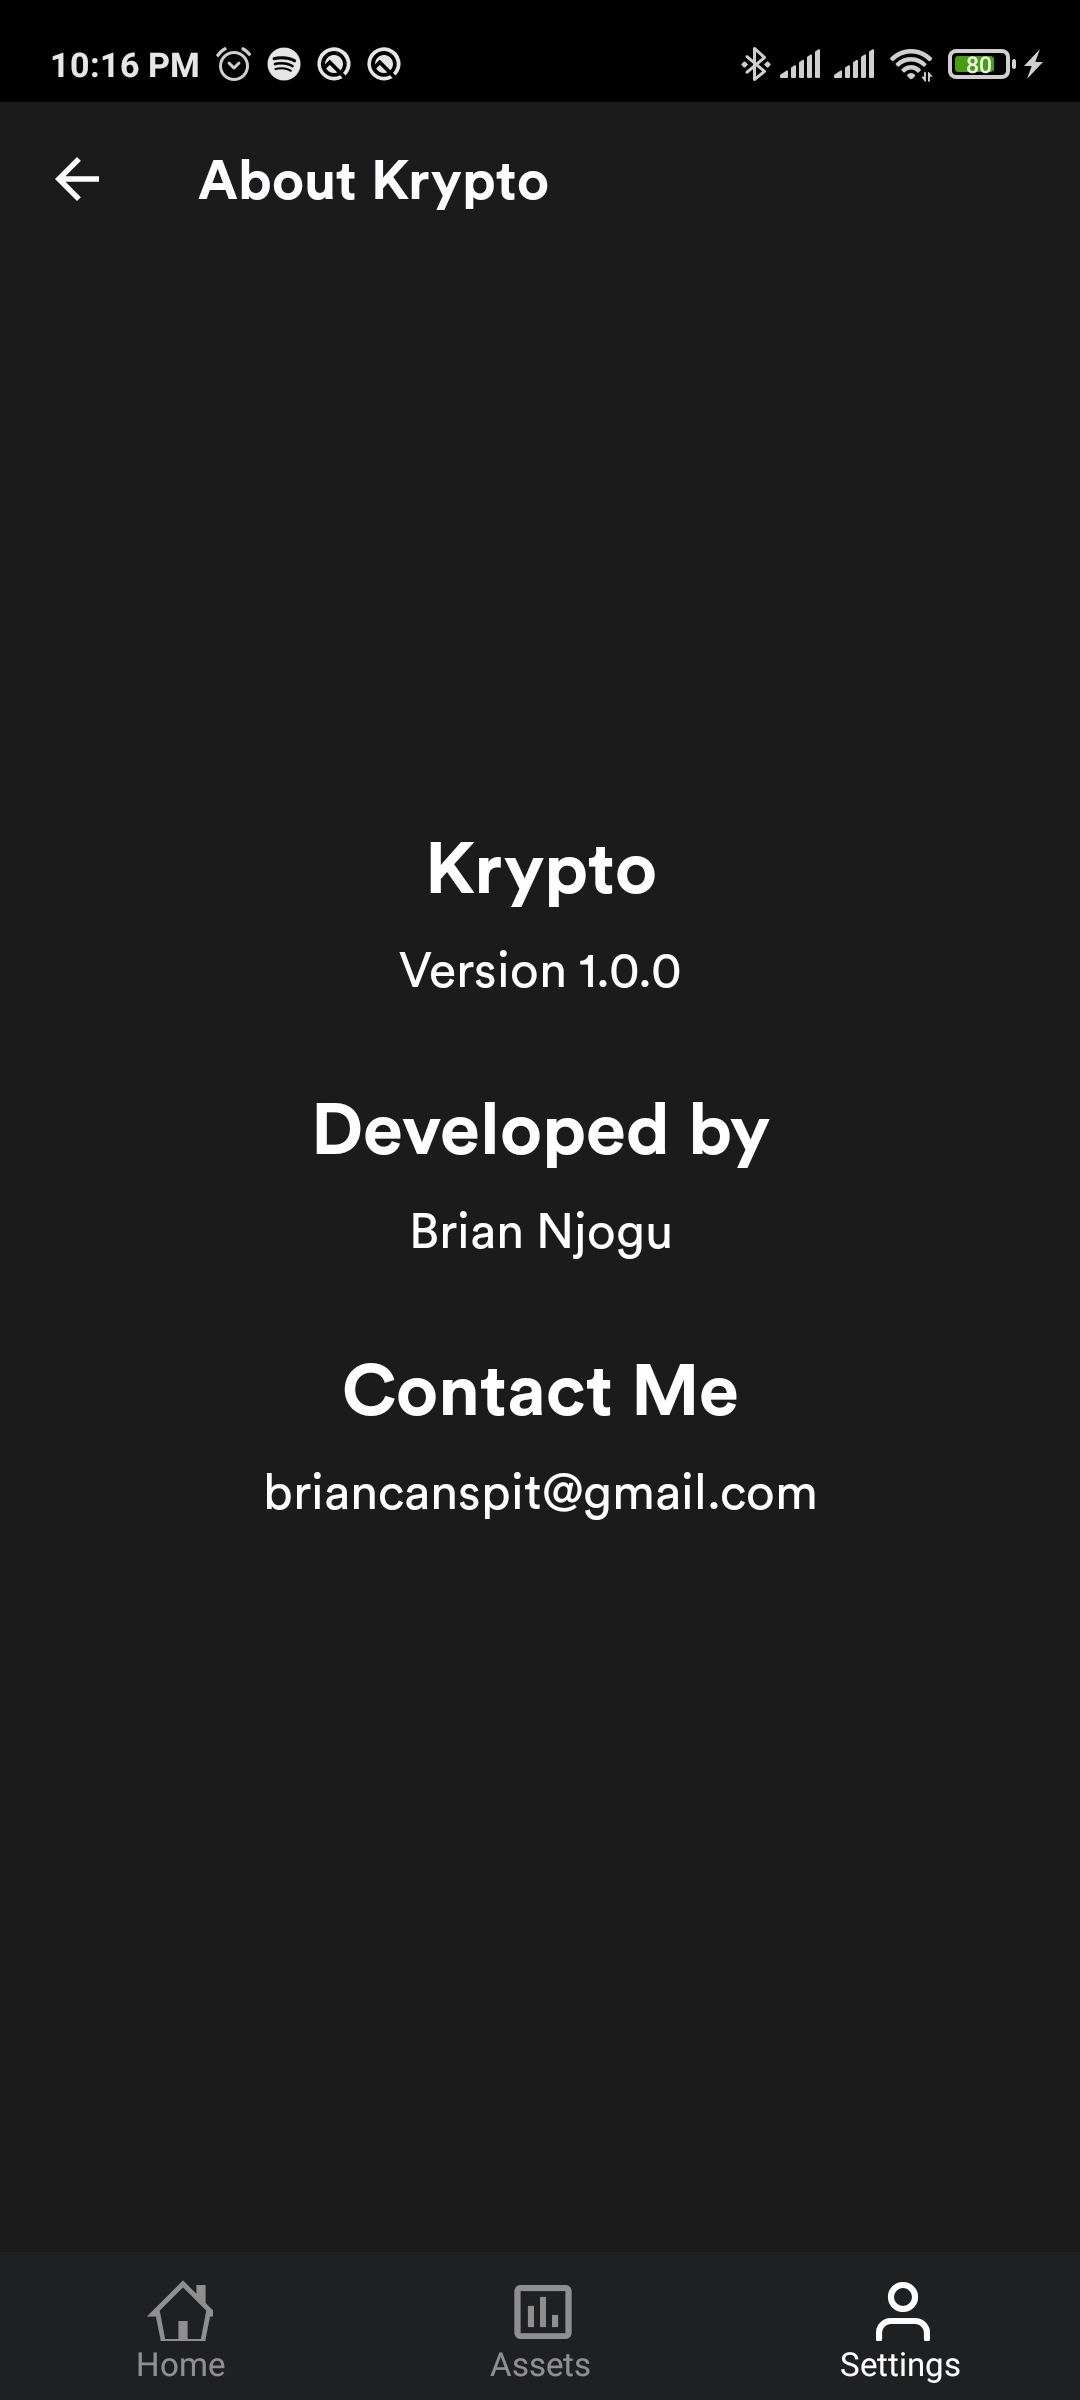 10:16 PM
80
About Krypto
Krypto
Version 1.0.0
Developed by
Brian Njogu
Contact Me
briancanspit@gmail.com
Home
Assets
Settings